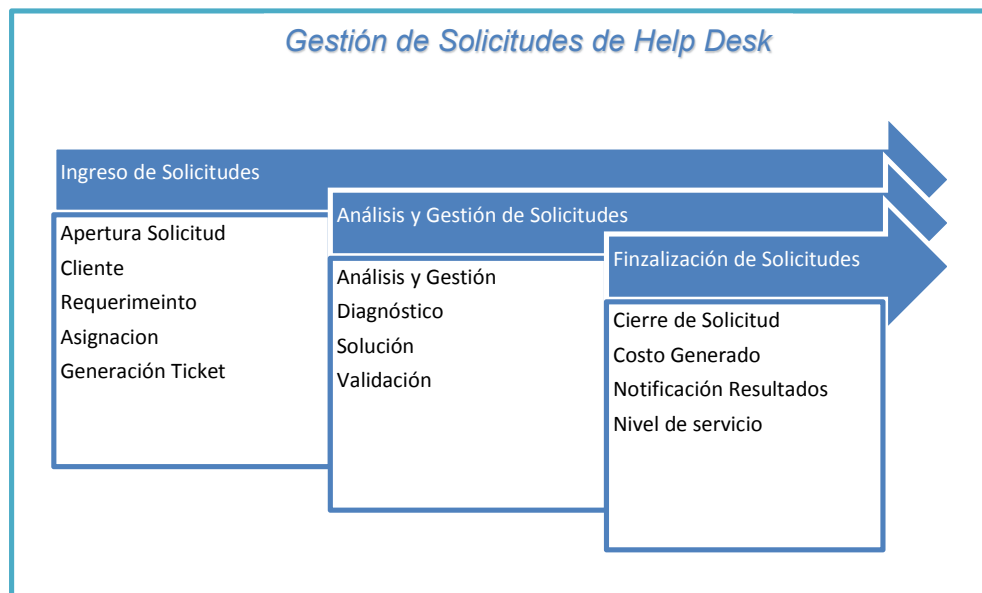 Gestión de Solicitudes de Help Desk
Ingreso de Solicitudes
Apertura Solicitud
Cliente
Requerimeinto
Asignacion
Generación Ticket
Análisis y Gestión de Solicitudes
Análisis y Gestión
Diagnóstico
Solución
Validación
Finzalización de Solicitudes
Cierre de Solicitud
Costo Generado
Notificación Resultados
Nivel de servicio